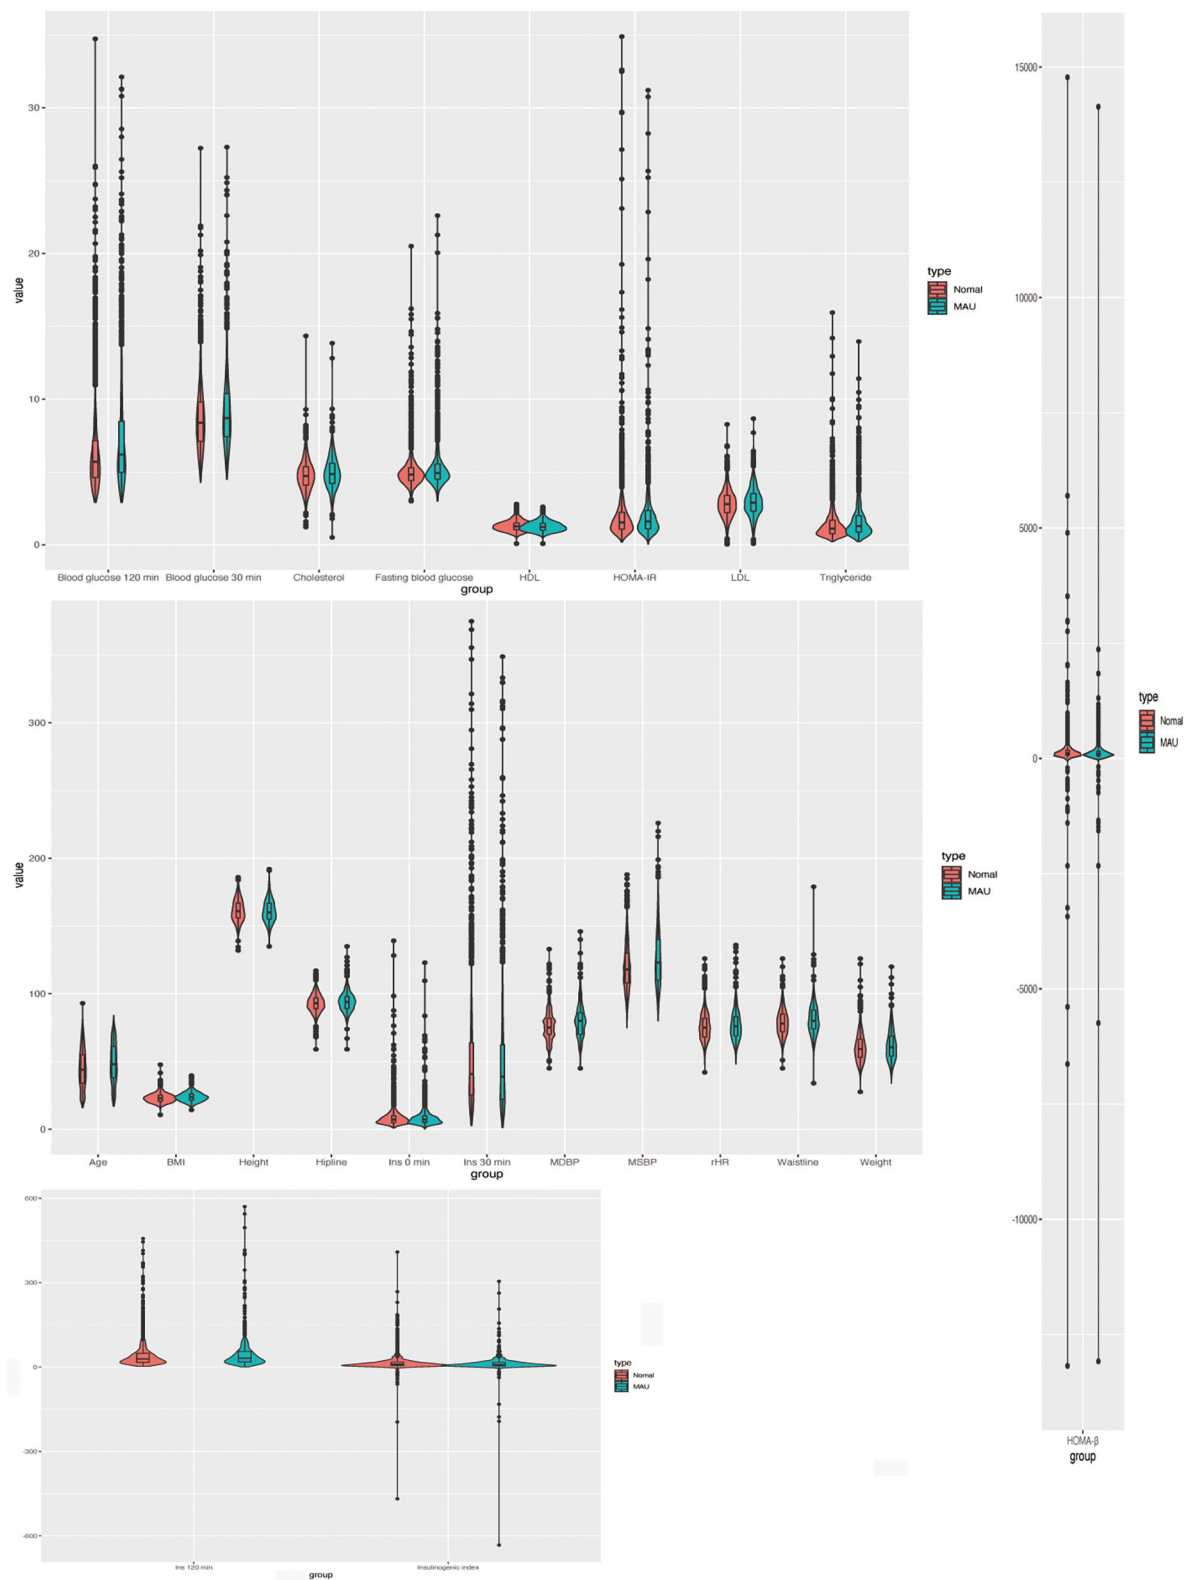 30
20
10
0
value
Blood glucose 120 min Blood glucose 30 min Cholesterol Fasting blood glucose HDL HOMA-IR LDL Triglyceride
group
type
Nomal
MAU
300
200
100
0
value
Age BMI Height Hipline Ins 0 min Ins 30 min MDBP MSBP rHR Waistline Weight
group
type
Nomal
MAU
600
300
0
-300
-600
Ins 120 min Insulinogenic index
group
type
Nomal
MAU
15000
10000
5000
0
-5000
-10000
HOMA-β
group
type
Nomal
MAU